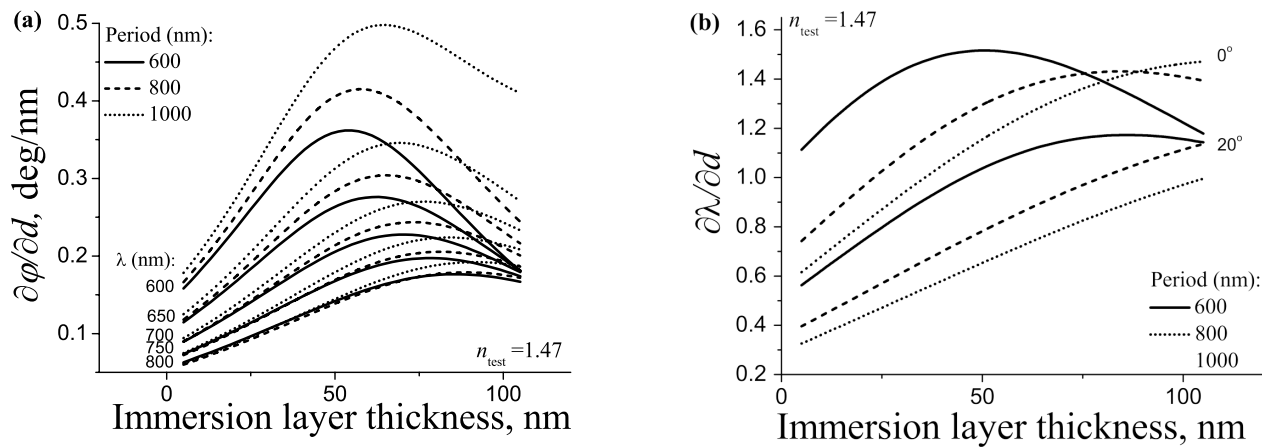 (a)
0.5
0.4
0.3
0.2
0.1
∂φ/∂d, deg/nm
Period (nm):
600
800
1000
λ (nm):
600
650
700
750
800
n_test =1.47
0 50 100
Immersion layer thickness, nm
(b)
1.6
1.4
1.2
1.0
0.8
0.6
0.4
0.2
∂λ/∂d
n_test =1.47
0°
20°
Period (nm):
600
800
1000
0 50 100
Immersion layer thickness, nm